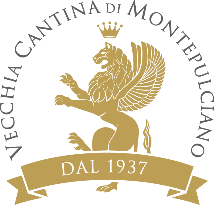 VECCHIA CANTINA DI MONTEPULCIANO
DAL 1937